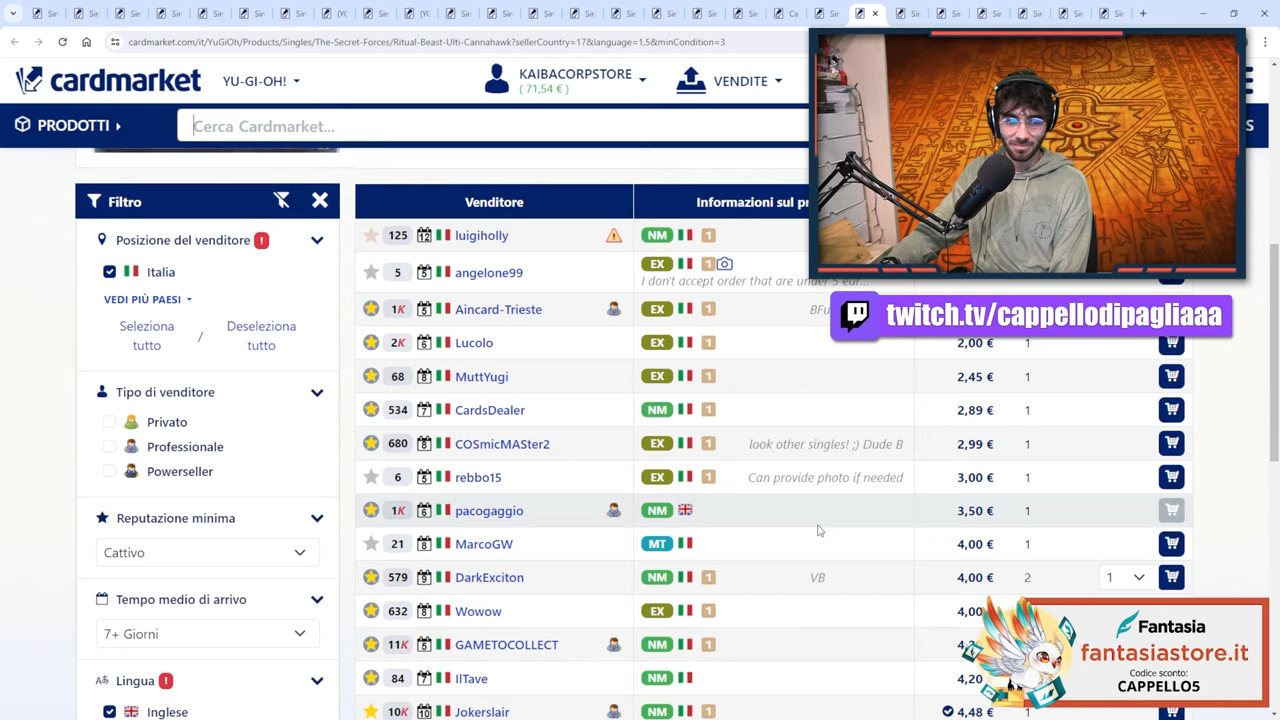 cardmarket.com/it/YuGiOh/Products/Singles/The-Secret-Forces/Ritual-Beast-Ulti-Cannahawk?sellerCountry=17&language=1,5&minCondition=3
cardmarket
YU-GI-OH!
KAIBACORPSTORE
( 71,54 € )
VENDITE
PRODOTTI
Cerca Cardmarket...
S
Filtro
Posizione del venditore !
Italia
VEDI PIÙ PAESI
Seleziona tutto / Deseleziona tutto
Tipo di venditore
Privato
Professionale
Powerseller
Reputazione minima
Cattivo
Tempo medio di arrivo
7+ Giorni
Lingua !
Inglese
Venditore Informazioni sul pr
125 12 luigiholly NM 1
5 angelone99 EX 1
I don't accept order that are under 5 eur...
1K Aincard-Trieste EX 1 BFu
2K Lucolo EX 1 2,00 € 1
68 MuttYugi EX 1 2,45 € 1
534 CardsDealer NM 1 2,89 € 1
680 COSmicMASter2 EX 1 look other singles! ;) Dude B 2,99 € 1
6 rebbo15 EX 1 Can provide photo if needed 3,00 € 1
1K pacogaggio NM 3,50 € 1
21 MarcoGW MT 4,00 € 1
579 DarkExciton NM 1 VB 4,00 € 2 1
632 Wowow EX 1 4,00
11K GAMETOCOLLECT NM 1
84 IlTave NM 4,20
10K 10 Jokerslair NM 1 4,48 € 1
twitch.tv/cappellodipagliaaa
Fantasia
fantasiastore.it
Codice sconto:
CAPPELLO5